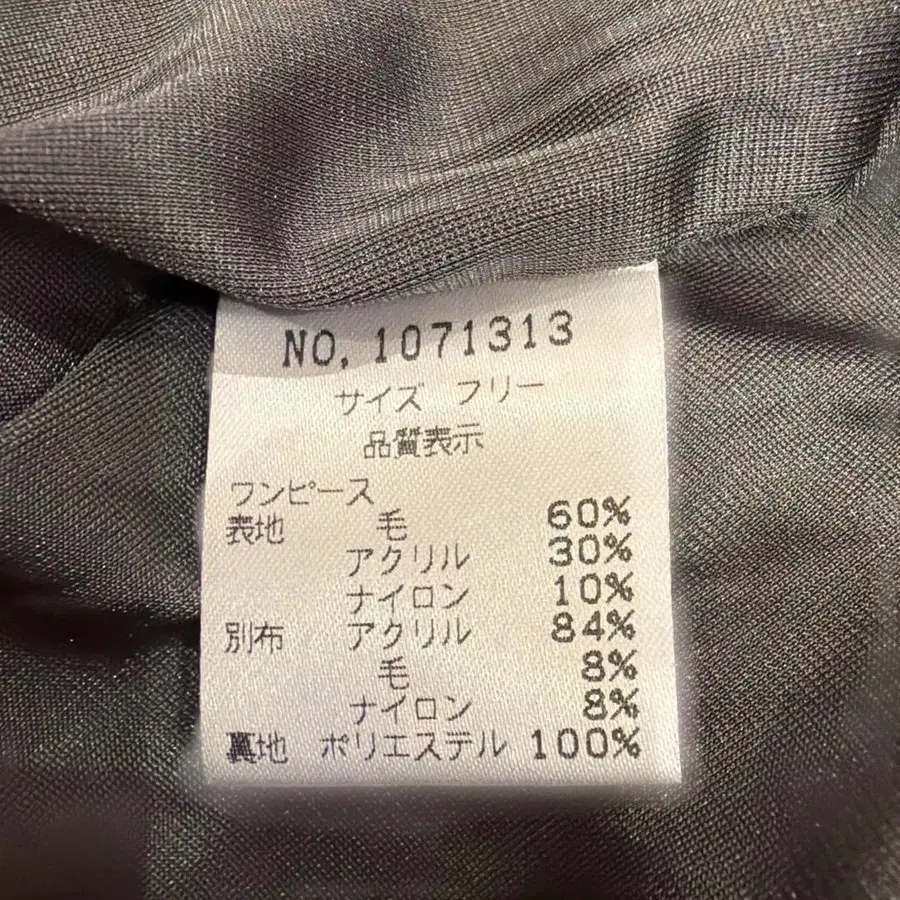 NO, 1071313
サイズ フリー
品質表示
ワンピース
表地 毛 60%
アクリル 30%
ナイロン 10%
別布 アクリル 84%
毛 8%
ナイロン 8%
裏地 ポリエステル 100%